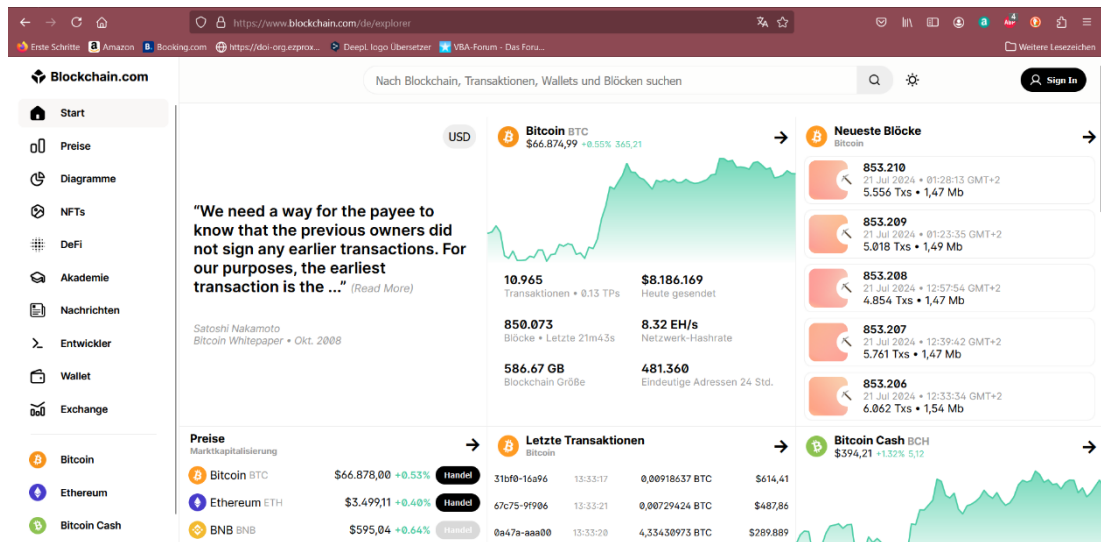 https://www.blockchain.com/de/explorer
4
Erste Schritte
Amazon
Booking.com
https://doi-org.ezprox...
DeepL logo Übersetzer
VBA-Forum - Das Foru...
Weitere Lesezeichen
Blockchain.com
Nach Blockchain, Transaktionen, Wallets und Blöcken suchen
Sign In
Start
Preise
Diagramme
NFTs
DeFi
Akademie
Nachrichten
Entwickler
Wallet
Exchange
Bitcoin
Ethereum
Bitcoin Cash
USD
“We need a way for the payee to
know that the previous owners did
not sign any earlier transactions. For
our purposes, the earliest
transaction is the ...” (Read More)
Satoshi Nakamoto
Bitcoin Whitepaper • Okt. 2008
Bitcoin BTC
$66.874,99 +0.55% 365,21
10.965
Transaktionen • 0.13 TPs
$8.186.169
Heute gesendet
850.073
Blöcke • Letzte 21m43s
8.32 EH/s
Netzwerk-Hashrate
586.67 GB
Blockchain Größe
481.360
Eindeutige Adressen 24 Std.
Neueste Blöcke
Bitcoin
853.210
21 Jul 2024 • 01:28:13 GMT+2
5.556 Txs • 1,47 Mb
853.209
21 Jul 2024 • 01:23:35 GMT+2
5.018 Txs • 1,49 Mb
853.208
21 Jul 2024 • 12:57:54 GMT+2
4.854 Txs • 1,47 Mb
853.207
21 Jul 2024 • 12:39:42 GMT+2
5.761 Txs • 1,47 Mb
853.206
21 Jul 2024 • 12:33:34 GMT+2
6.062 Txs • 1,54 Mb
Preise
Marktkapitalisierung
Bitcoin BTC $66.878,00 +0.53% Handel
Ethereum ETH $3.499,11 +0.40% Handel
BNB BNB $595,04 +0.64% Handel
Letzte Transaktionen
Bitcoin
31bf0-16a96 13:33:17 0,00918637 BTC $614,41
67c75-9f906 13:33:21 0,00729424 BTC $487,86
0a47a-aaa00 13:33:20 4,33430973 BTC $289.889
Bitcoin Cash BCH
$394,21 +1.32% 5,12